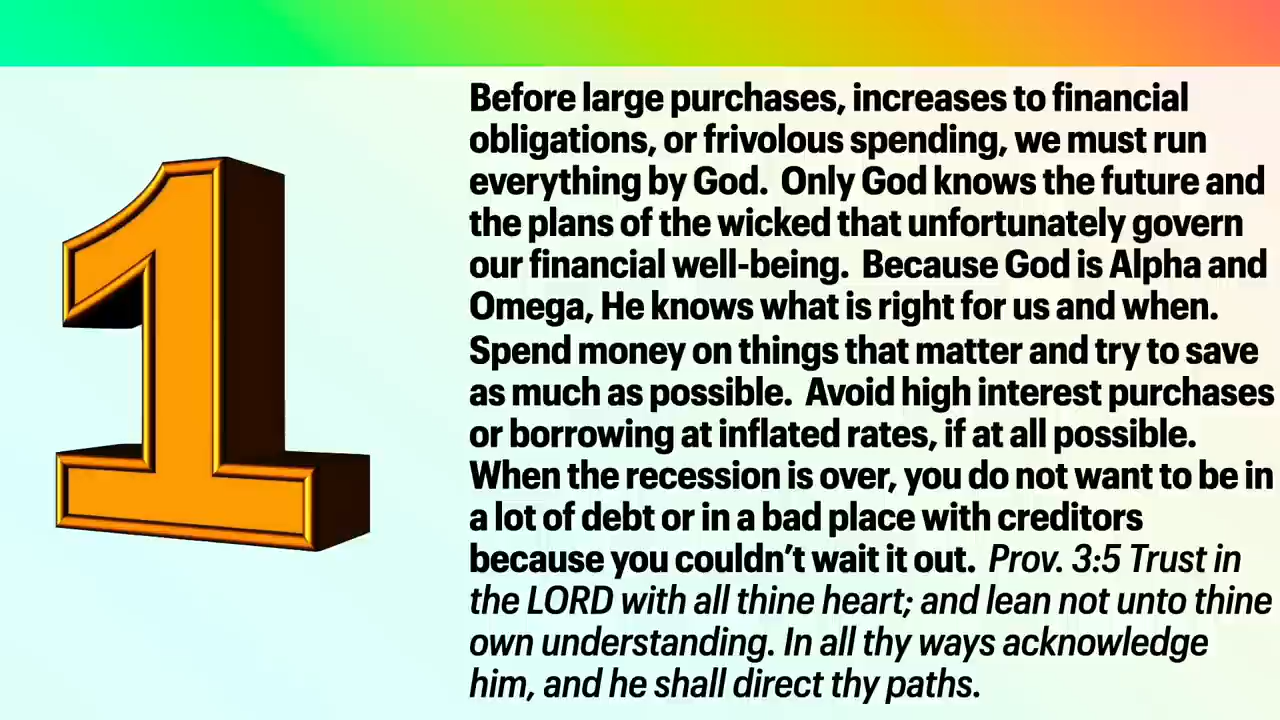 1
Before large purchases, increases to financial
obligations, or frivolous spending, we must run
everything by God.  Only God knows the future and
the plans of the wicked that unfortunately govern
our financial well-being.  Because God is Alpha and
Omega, He knows what is right for us and when.
Spend money on things that matter and try to save
as much as possible.  Avoid high interest purchases
or borrowing at inflated rates, if at all possible.
When the recession is over, you do not want to be in
a lot of debt or in a bad place with creditors
because you couldn’t wait it out.  Prov. 3:5 Trust in
the LORD with all thine heart; and lean not unto thine
own understanding. In all thy ways acknowledge
him, and he shall direct thy paths.